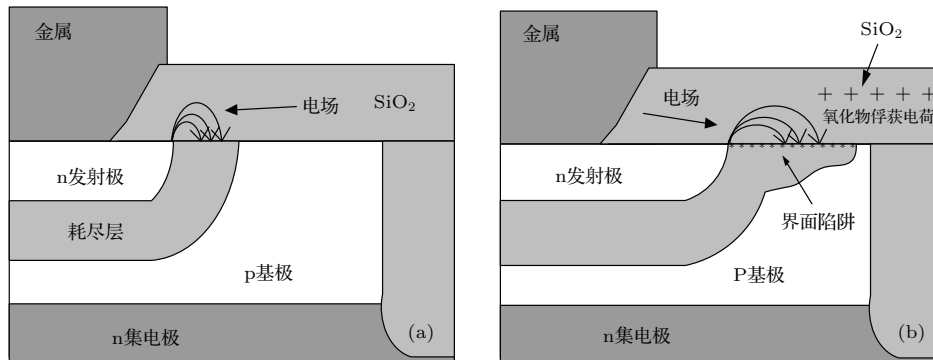 金属
电场
SiO₂
n发射极
耗尽层
p基极
n集电极
(a)
金属
SiO₂
电场
+ + + + +
氧化物俘获电荷
n发射极
界面陷阱
P基极
n集电极
(b)